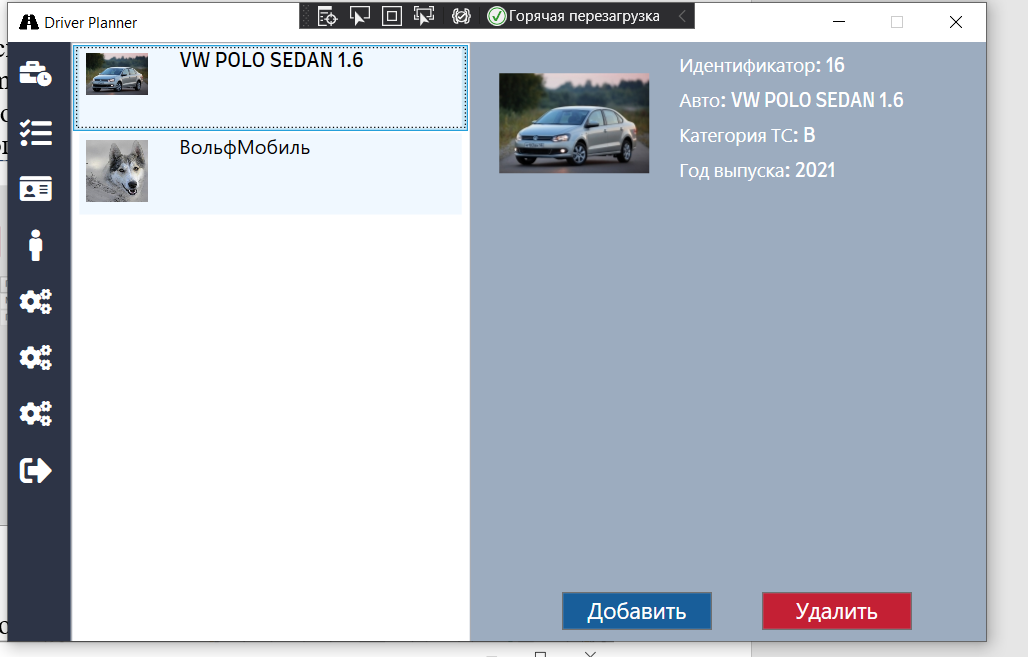 Driver Planner
Горячая перезагрузка
VW POLO SEDAN 1.6
ВольфМобиль
Идентификатор: 16
Авто: VW POLO SEDAN 1.6
Категория ТС: B
Год выпуска: 2021
Добавить
Удалить